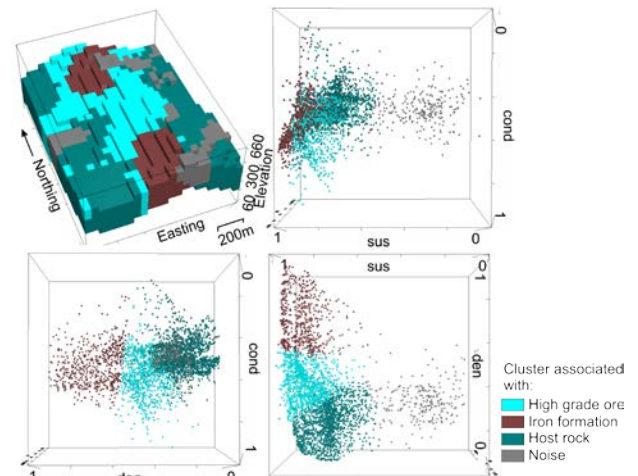 Northing
Easting
200m
60 300 660
Elevation
0
cond
1
1
sus
0
0
cond
1
1
den
0
1
sus
0
1
den
0
Cluster associated
with:
High grade ore
Iron formation
Host rock
Noise